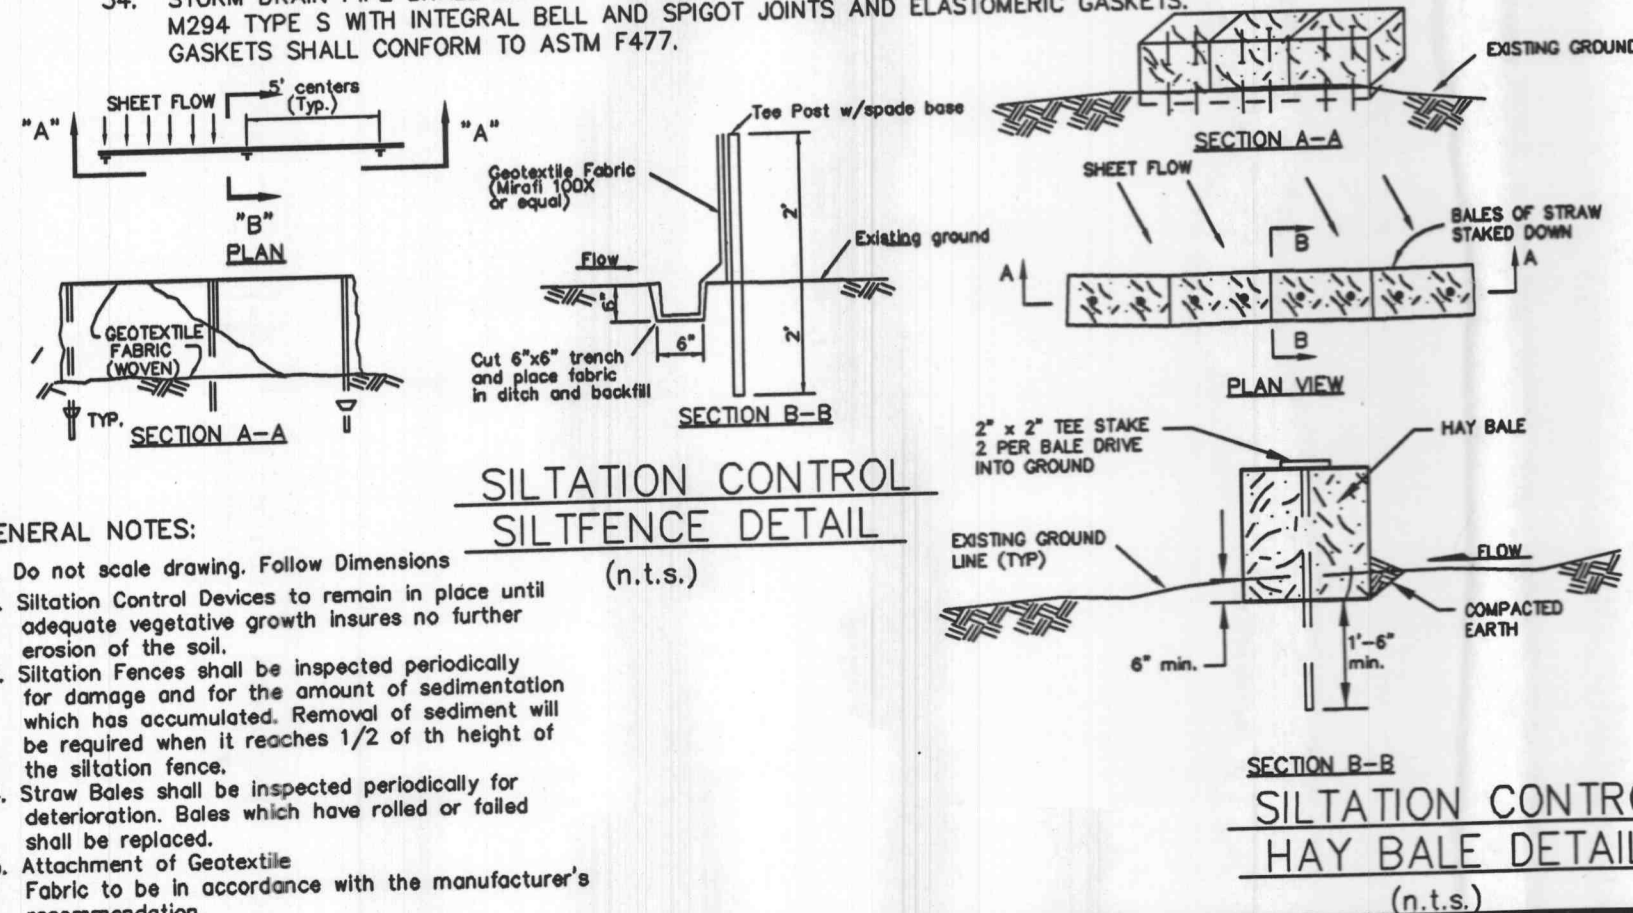 34.
M294 TYPE S WITH INTEGRAL BELL AND SPIGOT JOINTS AND ELASTOMERIC GASKETS.
GASKETS SHALL CONFORM TO ASTM F477.
SHEET FLOW
5' centers
(Typ.)
"A"
"A"
"B"
PLAN
GEOTEXTILE
FABRIC
(WOVEN)
TYP.
SECTION A-A
Tee Post w/spade base
Geotextile Fabric
(Mirafi 100X
or equal)
2'
Existing ground
Flow
6"
6"
2'
Cut 6"x6" trench
and place fabric
in ditch and backfill
SECTION B-B
SILTATION CONTROL
SILTFENCE DETAIL
(n.t.s.)
ENERAL NOTES:
Do not scale drawing. Follow Dimensions
Siltation Control Devices to remain in place until
adequate vegetative growth insures no further
erosion of the soil.
Siltation Fences shall be inspected periodically
for damage and for the amount of sedimentation
which has accumulated. Removal of sediment will
be required when it reaches 1/2 of th height of
the siltation fence.
Straw Bales shall be inspected periodically for
deterioration. Bales which have rolled or failed
shall be replaced.
Attachment of Geotextile
Fabric to be in accordance with the manufacturer's
recommendation
EXISTING GROUND
SECTION A-A
SHEET FLOW
BALES OF STRAW
STAKED DOWN
B
A
A
B
PLAN VIEW
2" x 2" TEE STAKE
2 PER BALE DRIVE
INTO GROUND
HAY BALE
EXISTING GROUND
LINE (TYP)
FLOW
COMPACTED
EARTH
6" min.
1'-6"
min.
SECTION B-B
SILTATION CONTRO
HAY BALE DETAIL
(n.t.s.)